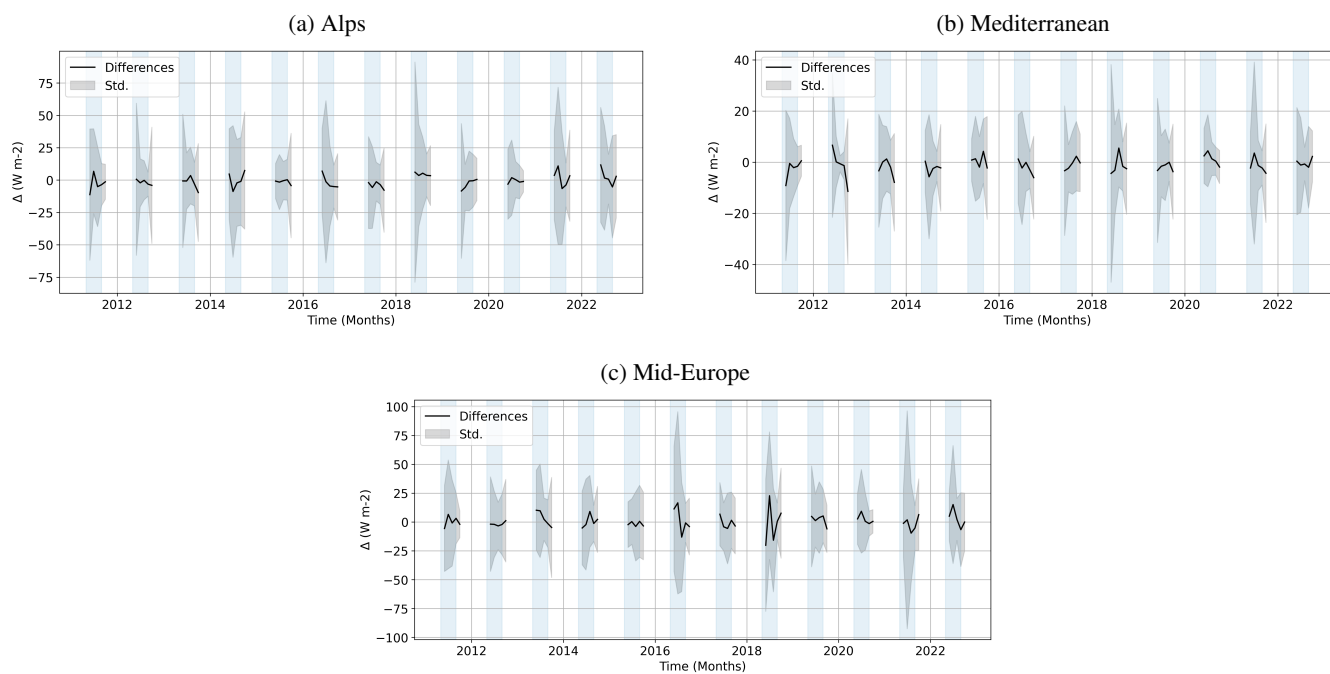 (a) Alps
Differences
Std.
75
50
25
0
−25
−50
−75
Δ (W m-2)
2012 2014 2016 2018 2020 2022
Time (Months)
(b) Mediterranean
Differences
Std.
40
20
0
−20
−40
Δ (W m-2)
2012 2014 2016 2018 2020 2022
Time (Months)
(c) Mid-Europe
Differences
Std.
100
75
50
25
0
−25
−50
−75
−100
Δ (W m-2)
2012 2014 2016 2018 2020 2022
Time (Months)